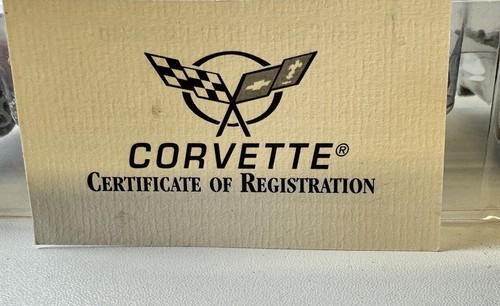 CORVETTE®
CERTIFICATE OF REGISTRATION